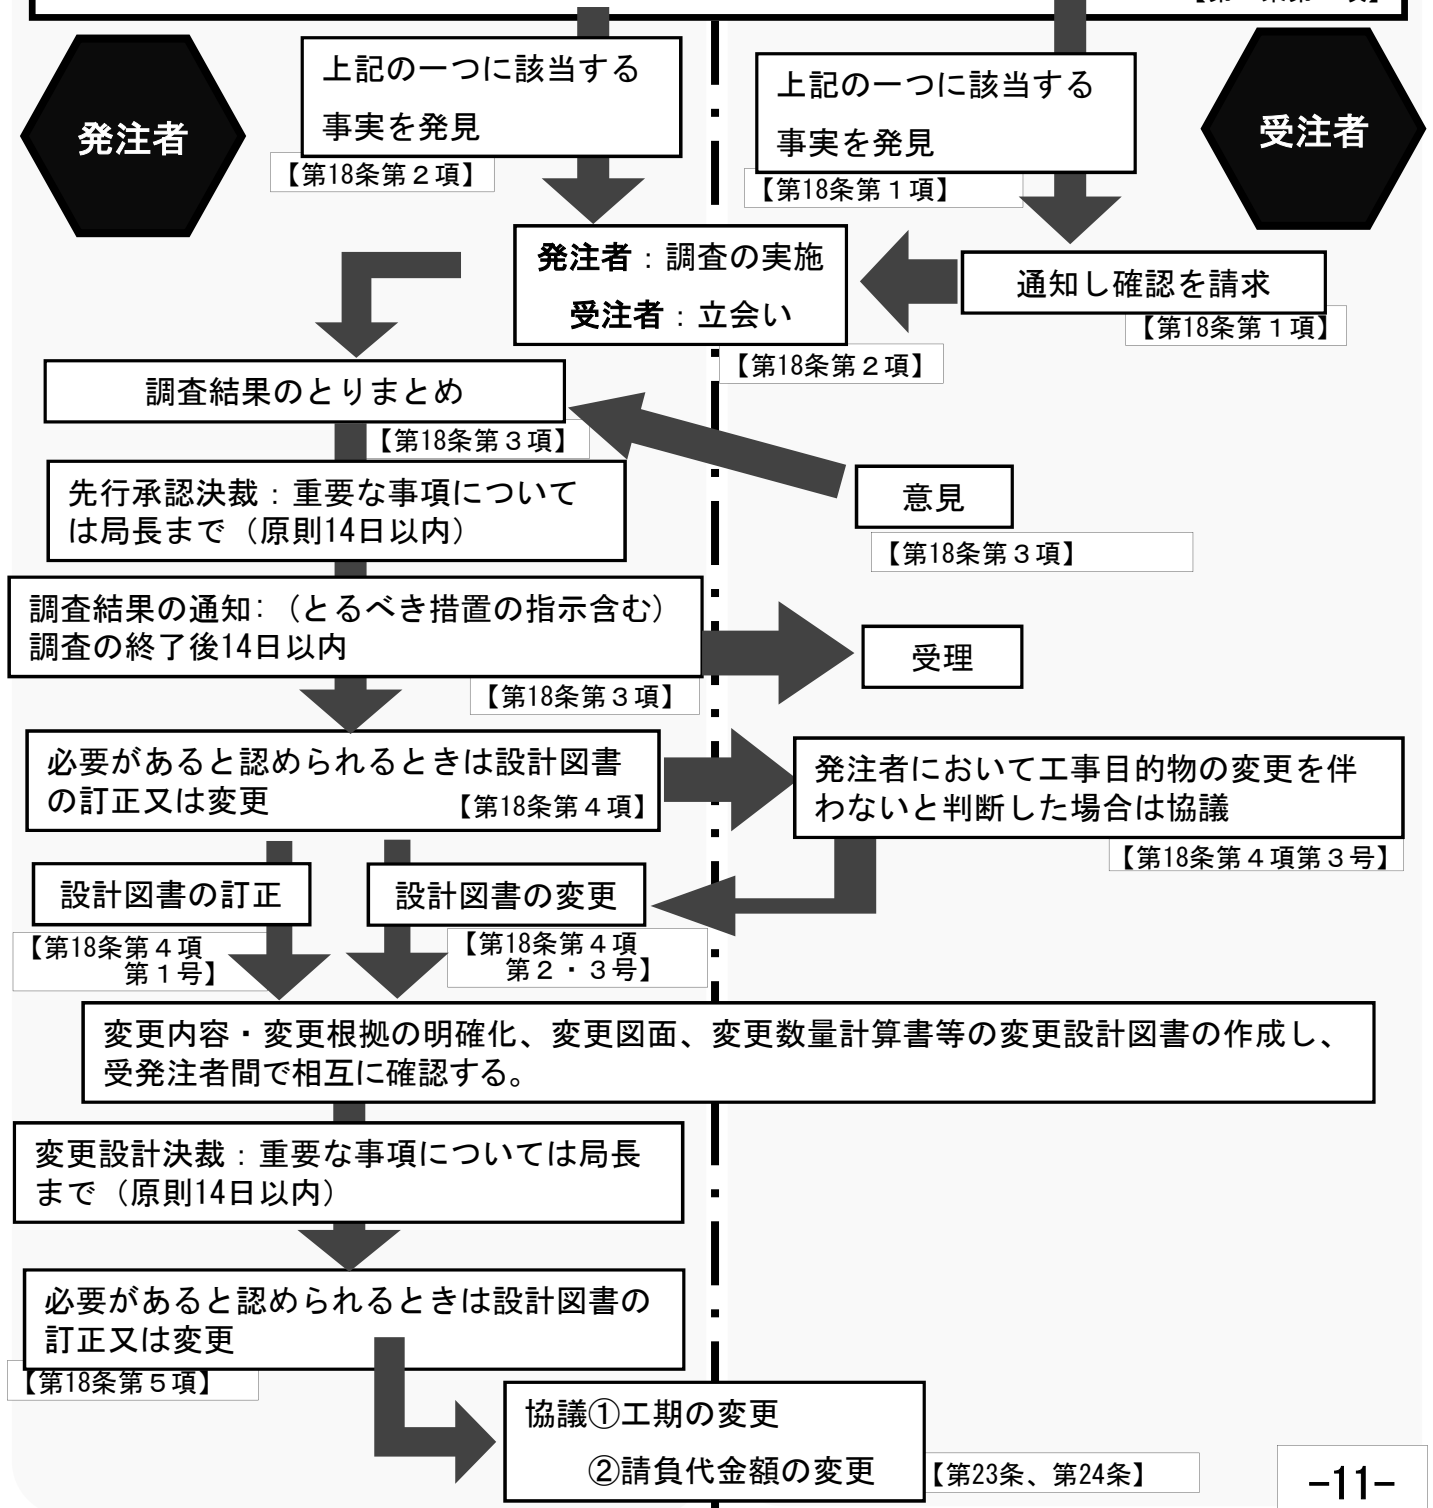 発注者
上記の一つに該当する
事実を発見
【第18条第２項】
上記の一つに該当する
事実を発見
【第18条第１項】
受注者
発注者：調査の実施
受注者：立会い
【第18条第２項】
通知し確認を請求
【第18条第１項】
調査結果のとりまとめ
【第18条第３項】
意見
【第18条第３項】
先行承認決裁：重要な事項について
は局長まで（原則14日以内）
調査結果の通知：（とるべき措置の指示含む）
調査の終了後14日以内
【第18条第３項】
受理
必要があると認められるときは設計図書
の訂正又は変更
【第18条第４項】
発注者において工事目的物の変更を伴
わないと判断した場合は協議
【第18条第４項第３号】
設計図書の訂正
【第18条第４項
第１号】
設計図書の変更
【第18条第４項
第２・３号】
変更内容・変更根拠の明確化、変更図面、変更数量計算書等の変更設計図書の作成し、
受発注者間で相互に確認する。
変更設計決裁：重要な事項については局長
まで（原則14日以内）
必要があると認められるときは設計図書の
訂正又は変更
【第18条第５項】
協議①工期の変更
②請負代金額の変更
【第23条、第24条】
-11-